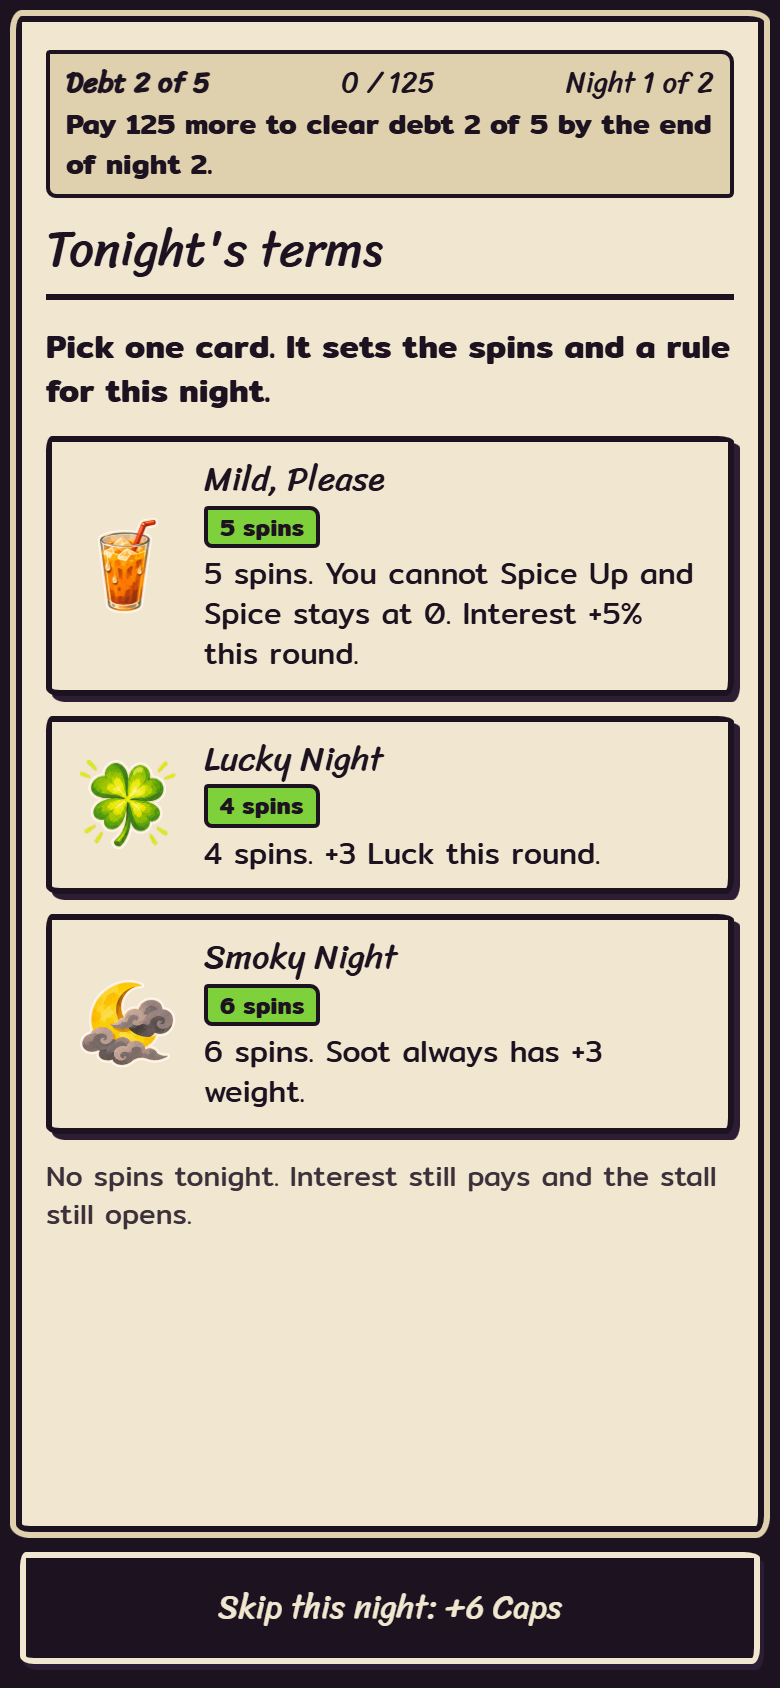 Debt 2 of 5 0 / 125 Night 1 of 2
Pay 125 more to clear debt 2 of 5 by the end
of night 2.
Tonight's terms
Pick one card. It sets the spins and a rule
for this night.
Mild, Please
5 spins
5 spins. You cannot Spice Up and
Spice stays at 0. Interest +5%
this round.
Lucky Night
4 spins
4 spins. +3 Luck this round.
Smoky Night
6 spins
6 spins. Soot always has +3
weight.
No spins tonight. Interest still pays and the stall
still opens.
Skip this night: +6 Caps